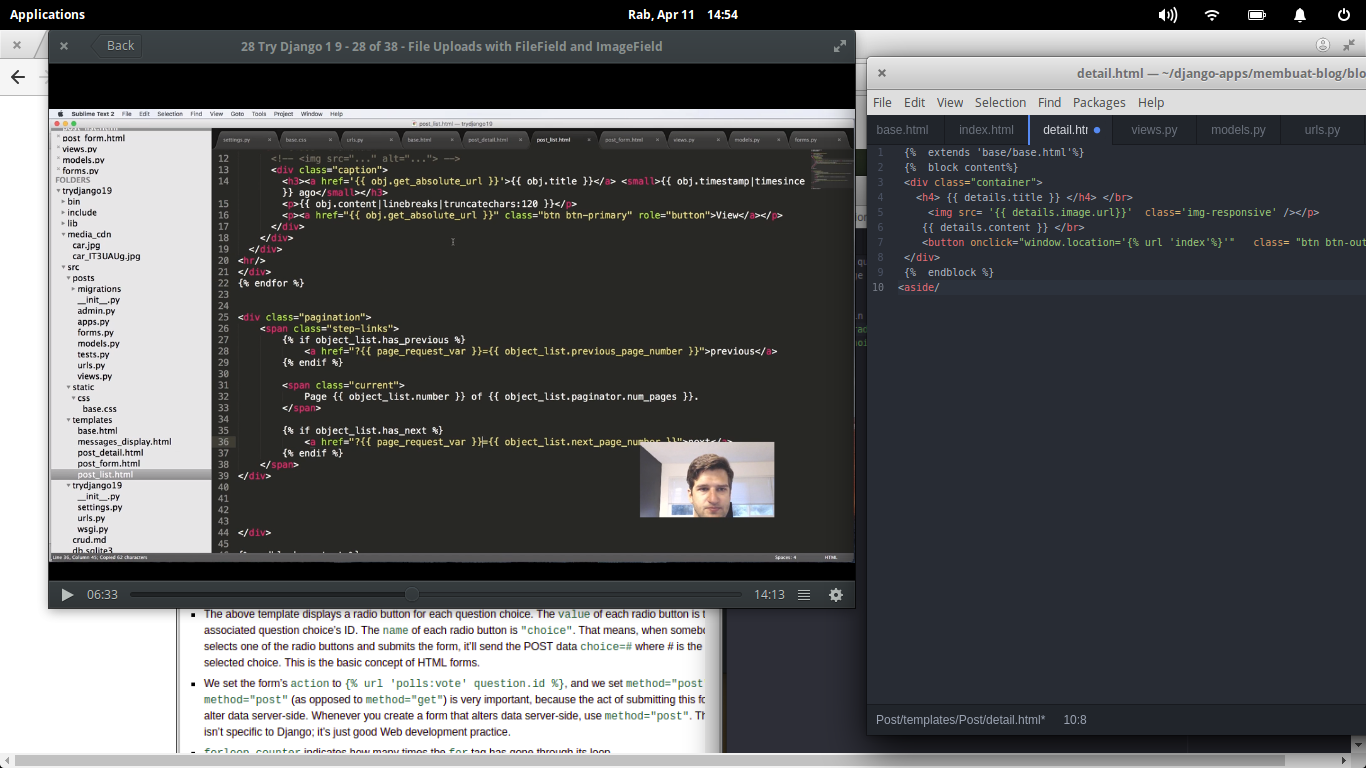 Applications
Rab, Apr 11 14:54
Back
28 Try Django 1 9 - 28 of 38 - File Uploads with FileField and ImageField
Sublime Text 2 File Edit Selection Find View Goto Tools Project Window Help
post_list.html — trydjango19
post_form.html
views.py
models.py
forms.py
FOLDERS
trydjango19
bin
include
lib
media_cdn
car.jpg
car_IT3UAUg.jpg
src
posts
migrations
__init__.py
admin.py
apps.py
forms.py
models.py
tests.py
urls.py
views.py
static
css
base.css
templates
base.html
messages_display.html
post_detail.html
post_form.html
post_list.html
trydjango19
__init__.py
settings.py
urls.py
wsgi.py
crud.md
db.sqlite3
settings.py base.css urls.py base.html post_detail.html post_list.html post_form.html views.py models.py forms.py
12 <!-- <img src="..." alt="..."> -->
13 <div class="caption">
14 <h3><a href='{{ obj.get_absolute_url }}'>{{ obj.title }}</a> <small>{{ obj.timestamp|timesince
}} ago</small></h3>
15 <p>{{ obj.content|linebreaks|truncatechars:120 }}</p>
16 <p><a href="{{ obj.get_absolute_url }}" class="btn btn-primary" role="button">View</a></p>
17 </div>
18 </div>
19 </div>
20 <hr/>
21 </div>
22 {% endfor %}
23
24
25 <div class="pagination">
26 <span class="step-links">
27 {% if object_list.has_previous %}
28 <a href="?{{ page_request_var }}={{ object_list.previous_page_number }}">previous</a>
29 {% endif %}
30
31 <span class="current">
32 Page {{ object_list.number }} of {{ object_list.paginator.num_pages }}.
33 </span>
34
35 {% if object_list.has_next %}
36 <a href="?{{ page_request_var }}={{ object_list.next_page_number }}">next</a>
37 {% endif %}
38 </span>
39 </div>
40
41
42
43
44 </div>
45
Line 36, Column 45; Copied 62 characters
Spaces: 4 HTML
06:33
14:13
The above template displays a radio button for each question choice. The value of each radio button is t
associated question choice's ID. The name of each radio button is "choice". That means, when somebo
selects one of the radio buttons and submits the form, it'll send the POST data choice=# where # is the
selected choice. This is the basic concept of HTML forms.
We set the form's action to {% url 'polls:vote' question.id %}, and we set method="post
method="post" (as opposed to method="get") is very important, because the act of submitting this fo
alter data server-side. Whenever you create a form that alters data server-side, use method="post". Th
isn't specific to Django; it's just good Web development practice.
forloop.counter indicates how many times the for tag has gone through its loop
detail.html — ~/django-apps/membuat-blog/blo
File Edit View Selection Find Packages Help
base.html index.html detail.htr views.py models.py urls.py
1 {% extends 'base/base.html'%}
2 {% block content%}
3 <div class="container">
4 <h4> {{ details.title }} </h4> </br>
5 <img src= '{{ details.image.url}}' class='img-responsive' /></p>
6 {{ details.content }} </br>
7 <button onclick="window.location='{% url 'index'%}'" class= "btn btn-out
8 </div>
9 {% endblock %}
10 <aside/
Post/templates/Post/detail.html* 10:8